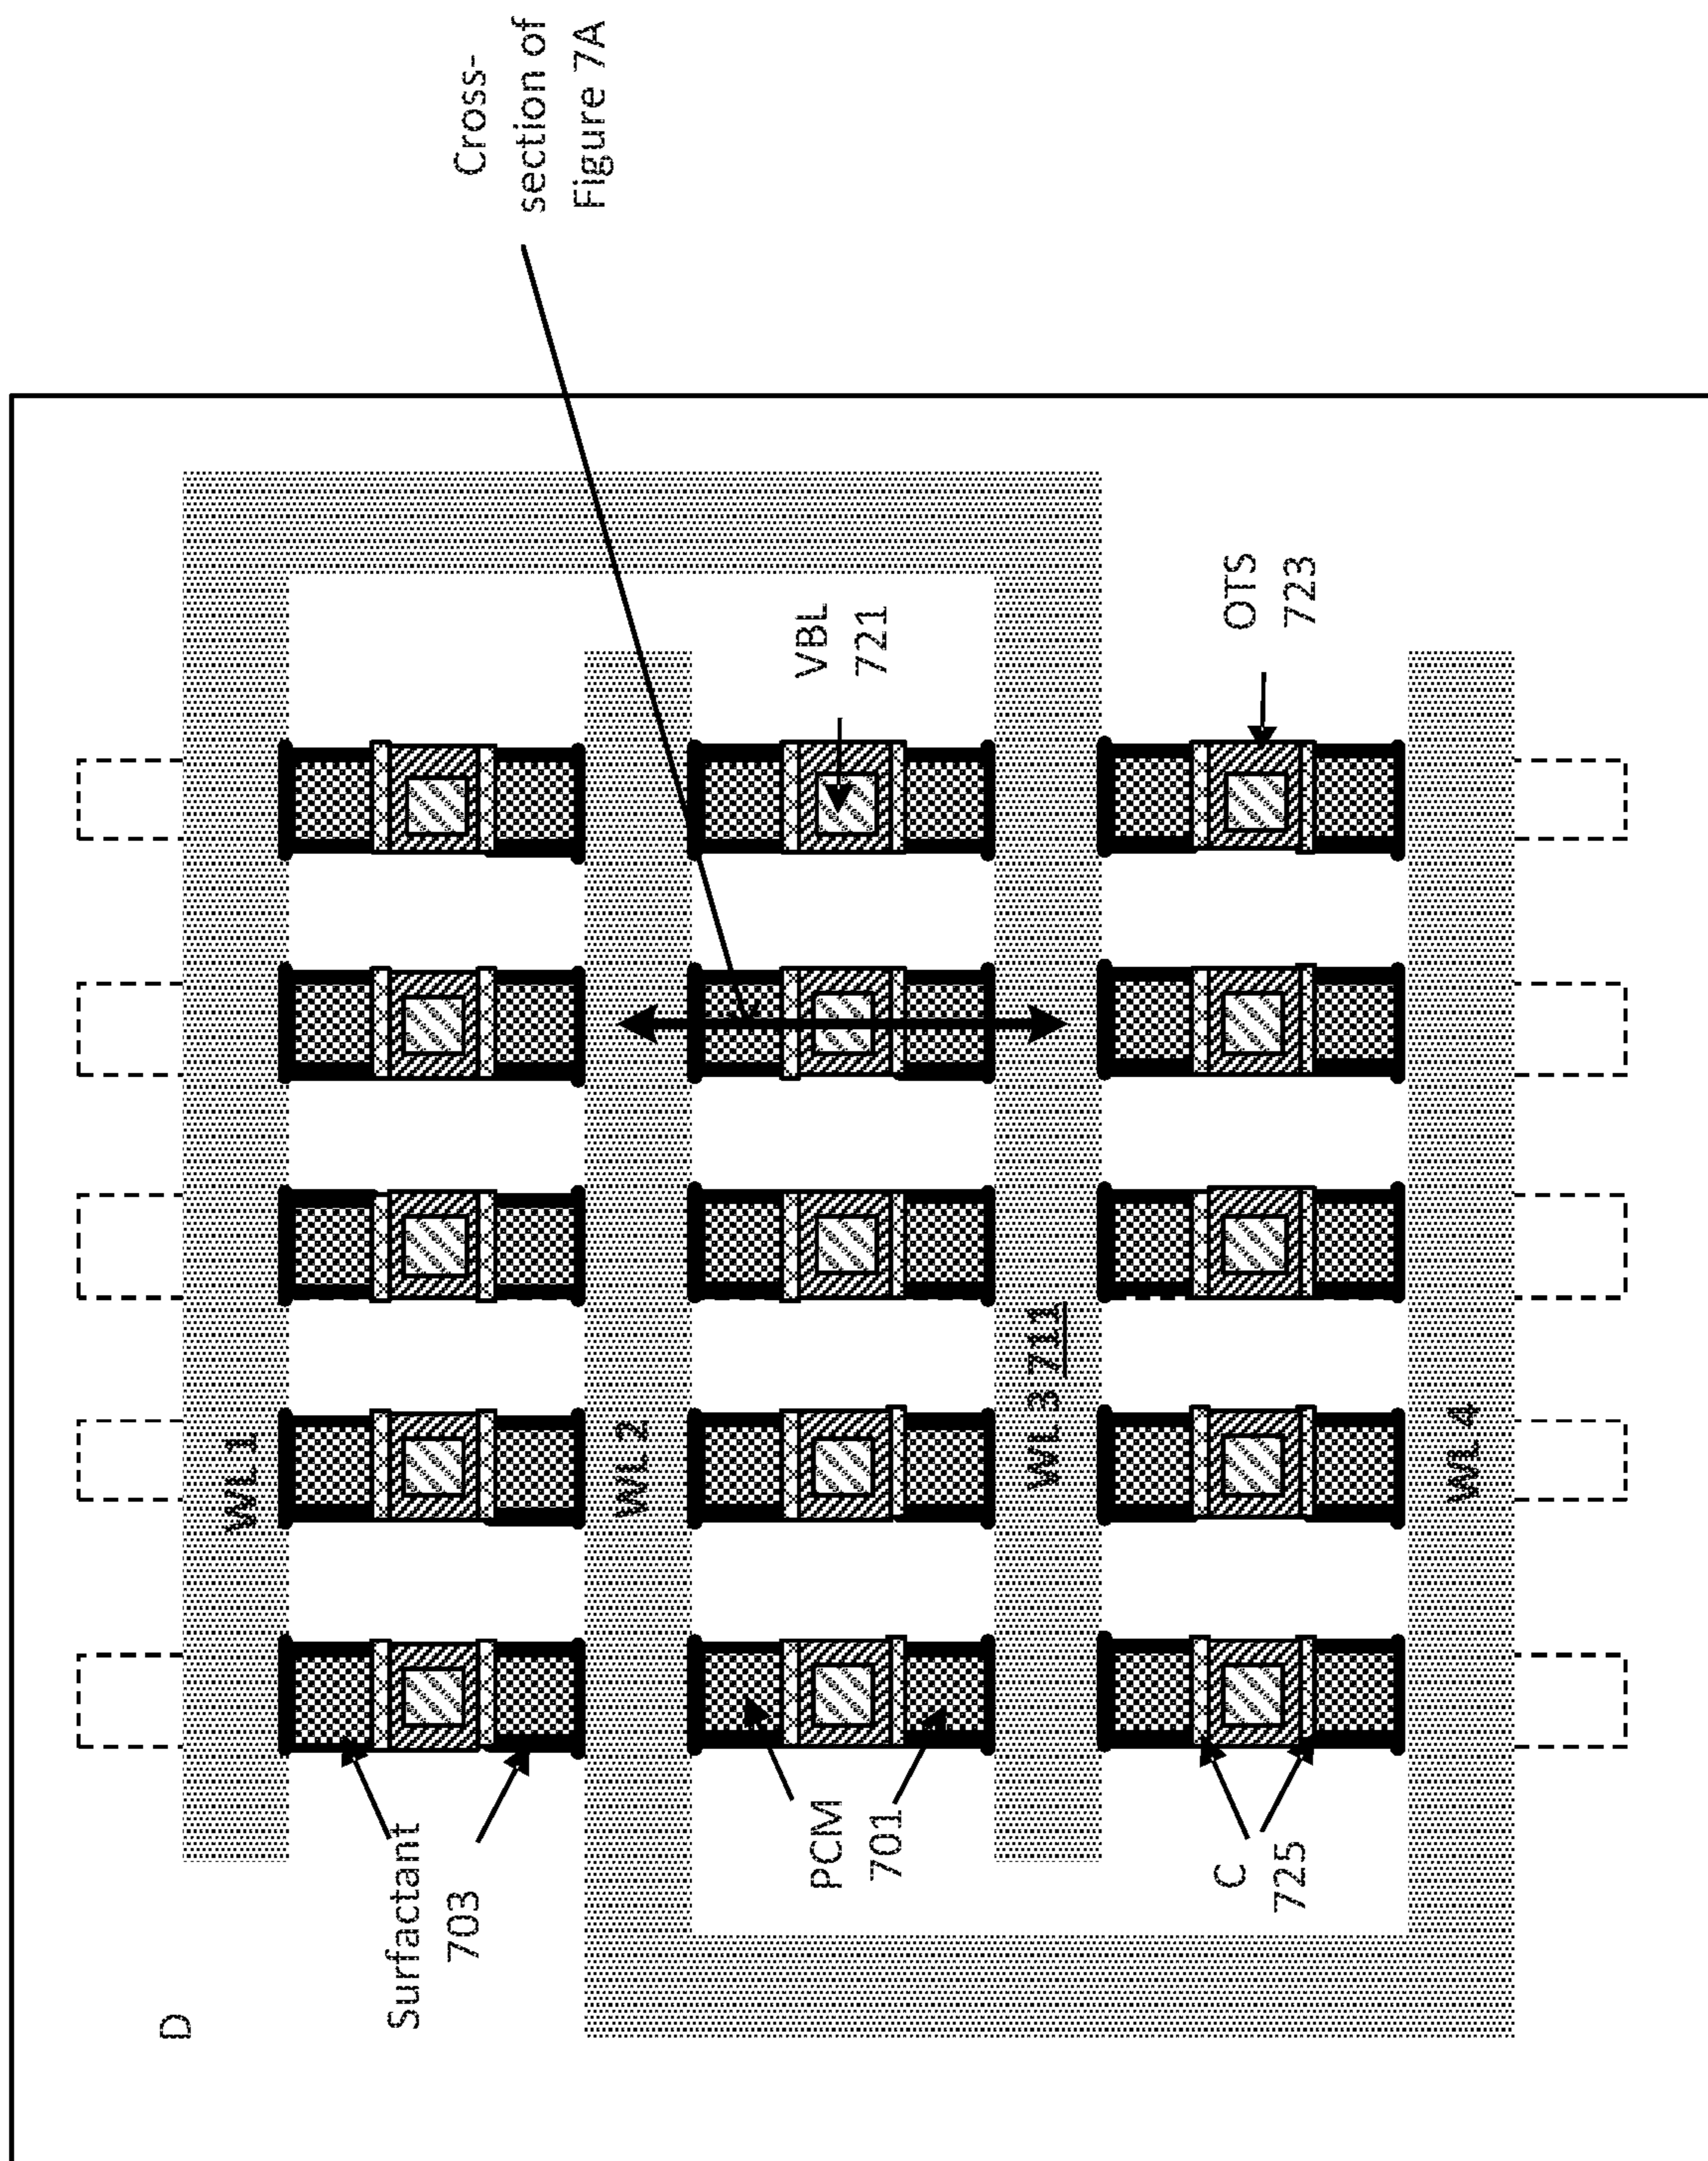 Cross-
section of
Figure 7A
D
WL 1
WL 2
WL 3 711
WL 4
VBL
721
OTS
723
Surfactant
703
PCM
701
C
725